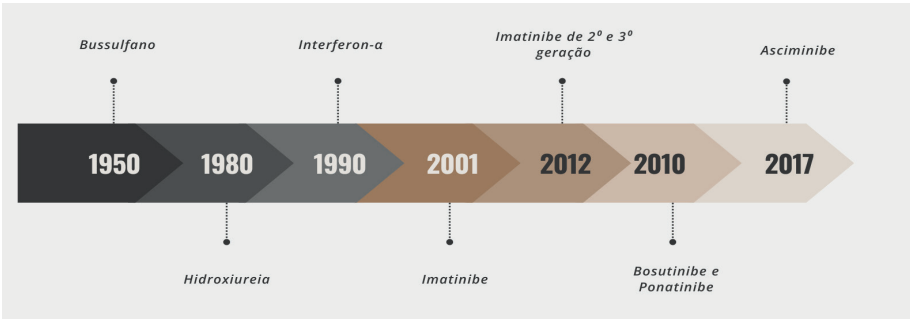 Bussulfano
Interferon-α
Imatinibe de 2º e 3º
geração
Asciminibe
1950
1980
1990
2001
2012
2010
2017
Hidroxiureia
Imatinibe
Bosutinibe e
Ponatinibe